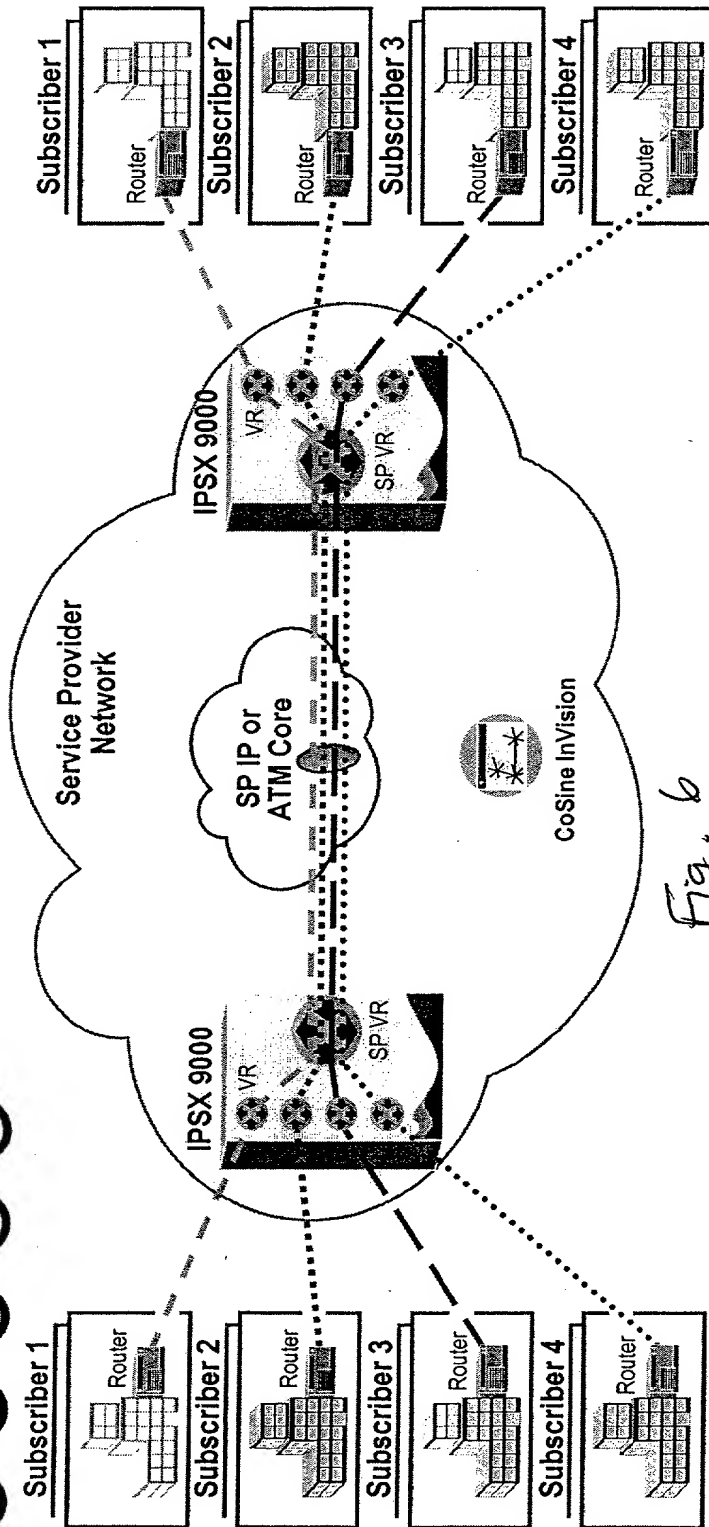 Subscriber 1
Router
Subscriber 2
Router
Subscriber 3
Router
Subscriber 4
Router
IPSX 9000
VR
SP VR
Service Provider
Network
SP IP or
ATM Core
CoSine InVision
IPSX 9000
VR
SP VR
Subscriber 1
Router
Subscriber 2
Router
Subscriber 3
Router
Subscriber 4
Router
Fig. 6